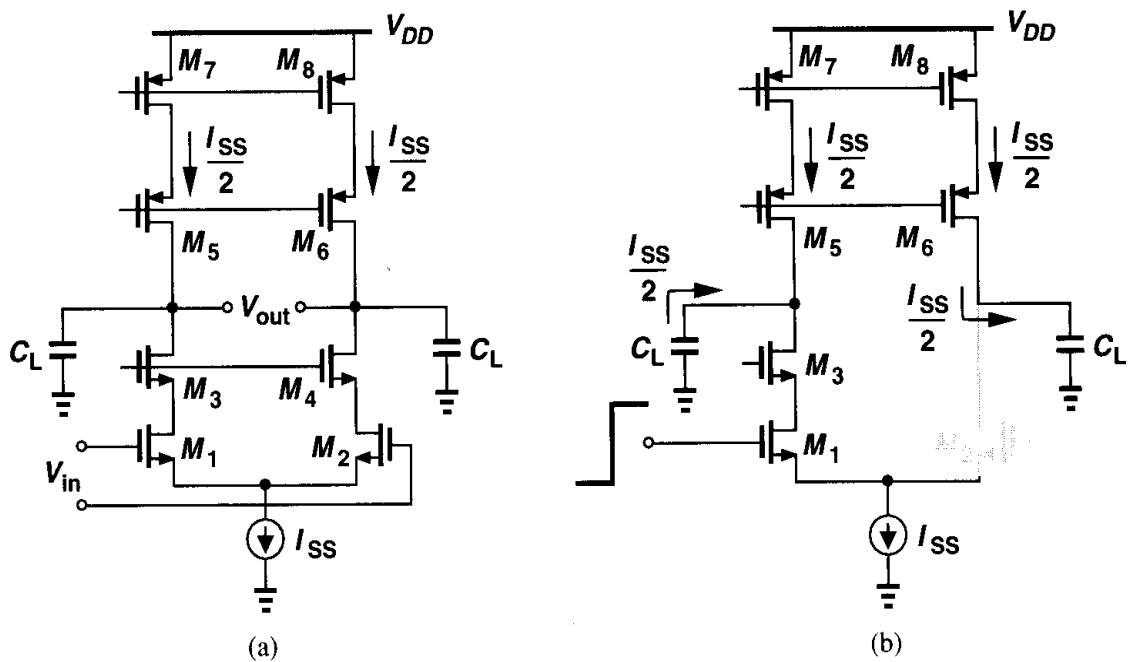 V_DD
M_7
M_8
I_SS
2
I_SS
2
M_5
M_6
V_out
C_L
C_L
M_3
M_4
M_1
M_2
V_in
I_SS
(a)
V_DD
M_7
M_8
I_SS
2
I_SS
2
M_5
M_6
I_SS
2
I_SS
2
C_L
C_L
M_3
M_1
I_SS
(b)